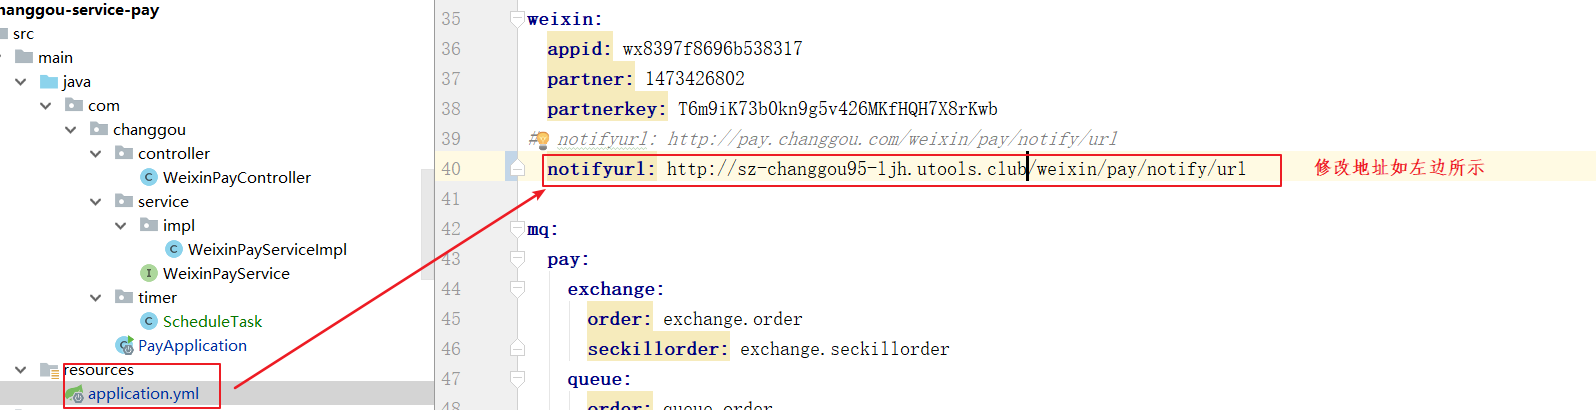 hanggou-service-pay
src
main
java
com
changgou
controller
WeixinPayController
service
impl
WeixinPayServiceImpl
WeixinPayService
timer
ScheduleTask
PayApplication
resources
application.yml
35 weixin:
36 appid: wx8397f8696b538317
37 partner: 1473426802
38 partnerkey: T6m9iK73b0kn9g5v426MKfHQH7X8rKwb
39 # notifyurl: http://pay.changgou.com/weixin/pay/notify/url
40 notifyurl: http://sz-changgou95-ljh.utools.club/weixin/pay/notify/url 修改地址如左边所示
41
42 mq:
43 pay:
44 exchange:
45 order: exchange.order
46 seckillorder: exchange.seckillorder
47 queue:
48 order: queue.order